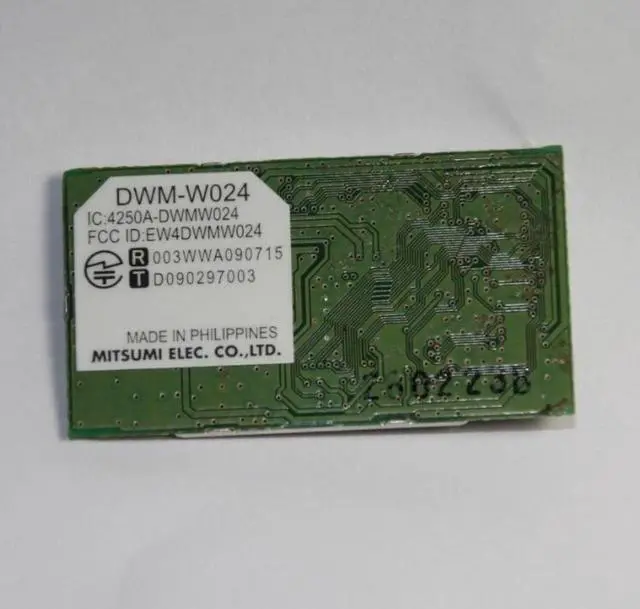 DWM-W024
IC:4250A-DWMW024
FCC ID:EW4DWMW024
R 003WWA090715
T D090297003
MADE IN PHILIPPINES
MITSUMI ELEC. CO.,LTD.